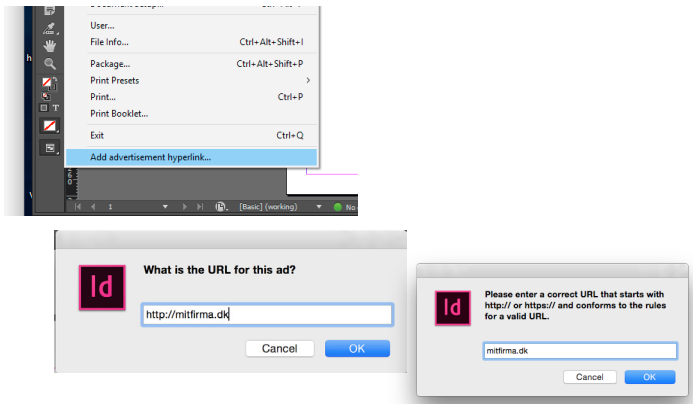 User...
File Info... Ctrl+Alt+Shift+I
Package... Ctrl+Alt+Shift+P
Print Presets >
Print... Ctrl+P
Print Booklet...
Exit Ctrl+Q
Add advertisement hyperlink...
1 [Basic] (working) No
What is the URL for this ad?
Id
http://mitfirma.dk
Cancel OK
Please enter a correct URL that starts with
http:// or https:// and conforms to the rules
for a valid URL.
Id
mitfirma.dk
Cancel OK